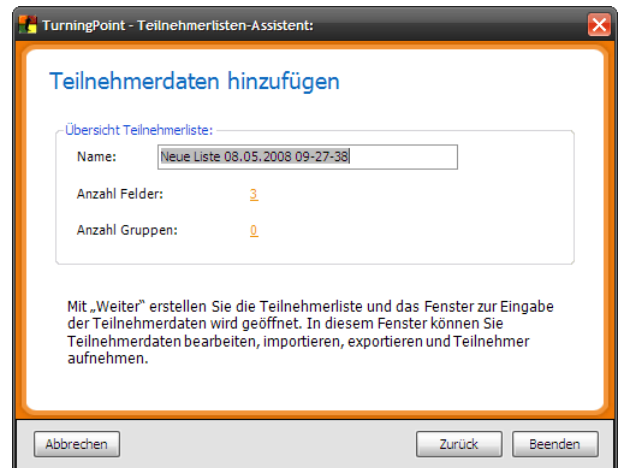 TurningPoint - Teilnehmerlisten-Assistent:
Teilnehmerdaten hinzufügen
Übersicht Teilnehmerliste:
Name: Neue Liste 08.05.2008 09-27-38
Anzahl Felder: 3
Anzahl Gruppen: 0
Mit „Weiter“ erstellen Sie die Teilnehmerliste und das Fenster zur Eingabe
der Teilnehmerdaten wird geöffnet. In diesem Fenster können Sie
Teilnehmerdaten bearbeiten, importieren, exportieren und Teilnehmer
aufnehmen.
Abbrechen Zurück Beenden